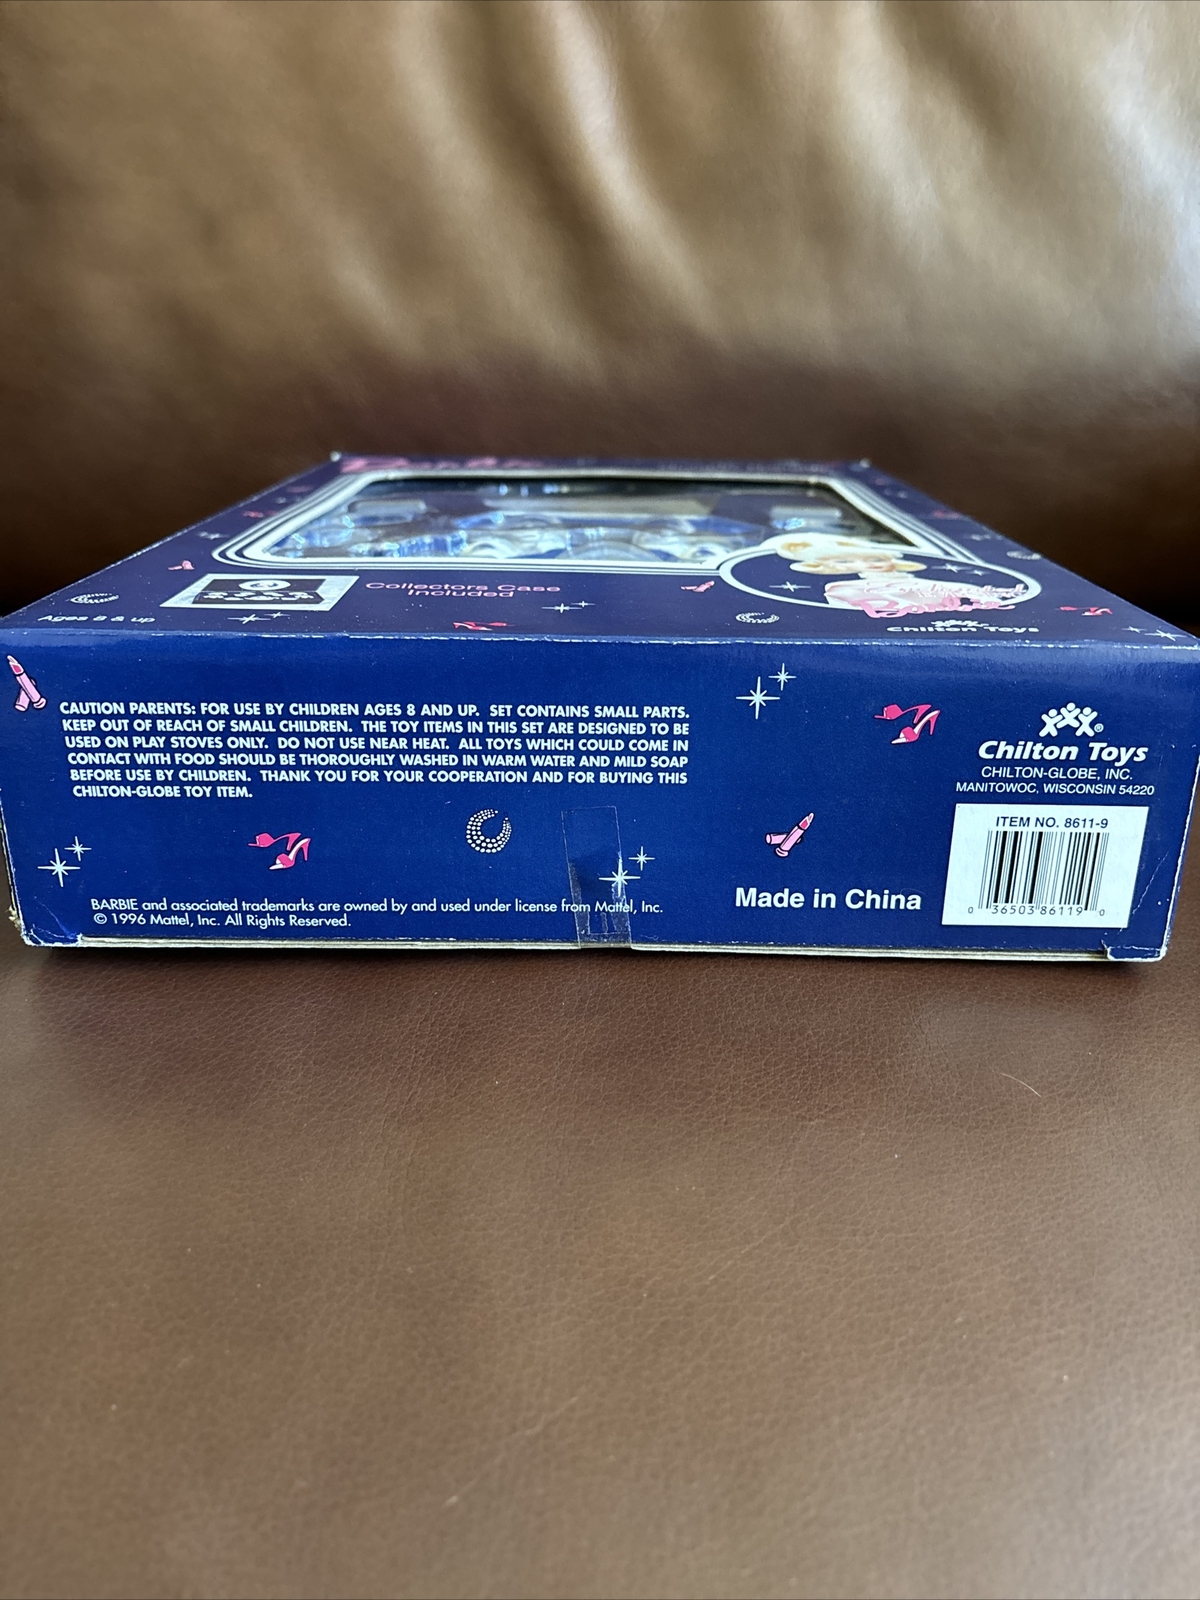 Barbie
Collectors Case
Included
Ages 8 & up
Barbie
Chilton Toys
CAUTION PARENTS: FOR USE BY CHILDREN AGES 8 AND UP. SET CONTAINS SMALL PARTS.
KEEP OUT OF REACH OF SMALL CHILDREN. THE TOY ITEMS IN THIS SET ARE DESIGNED TO BE
USED ON PLAY STOVES ONLY. DO NOT USE NEAR HEAT. ALL TOYS WHICH COULD COME IN
CONTACT WITH FOOD SHOULD BE THOROUGHLY WASHED IN WARM WATER AND MILD SOAP
BEFORE USE BY CHILDREN. THANK YOU FOR YOUR COOPERATION AND FOR BUYING THIS
CHILTON-GLOBE TOY ITEM.
Chilton Toys
CHILTON-GLOBE, INC.
MANITOWOC, WISCONSIN 54220
ITEM NO. 8611-9
0 36503 86119 0
Made in China
BARBIE and associated trademarks are owned by and used under license from Mattel, Inc.
© 1996 Mattel, Inc. All Rights Reserved.